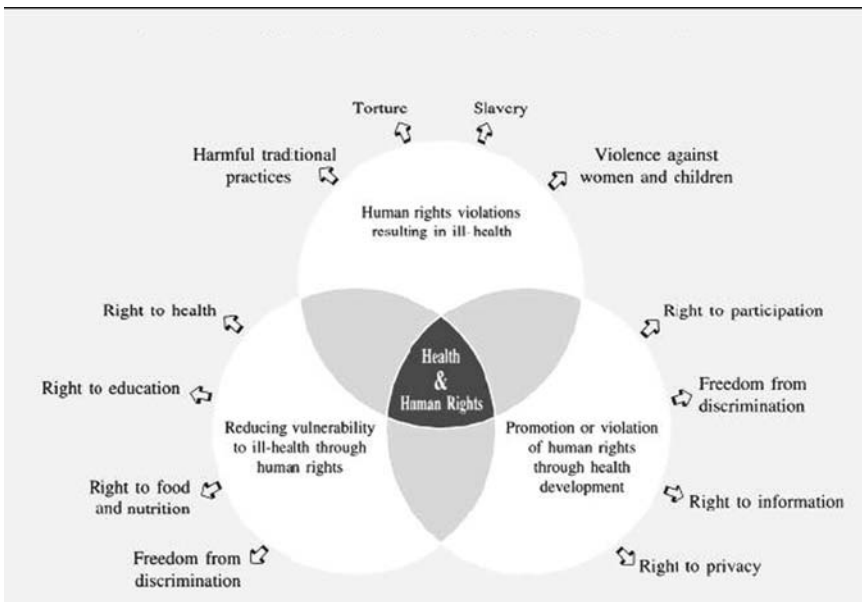 Torture
Slavery
Harmful traditional
practices
Violence against
women and children
Human rights violations
resulting in ill-health
Right to health
Right to participation
Health
&
Human Rights
Right to education
Freedom from
discrimination
Reducing vulnerability
to ill-health through
human rights
Promotion or violation
of human rights
through health
development
Right to food
and nutrition
Right to information
Freedom from
discrimination
Right to privacy